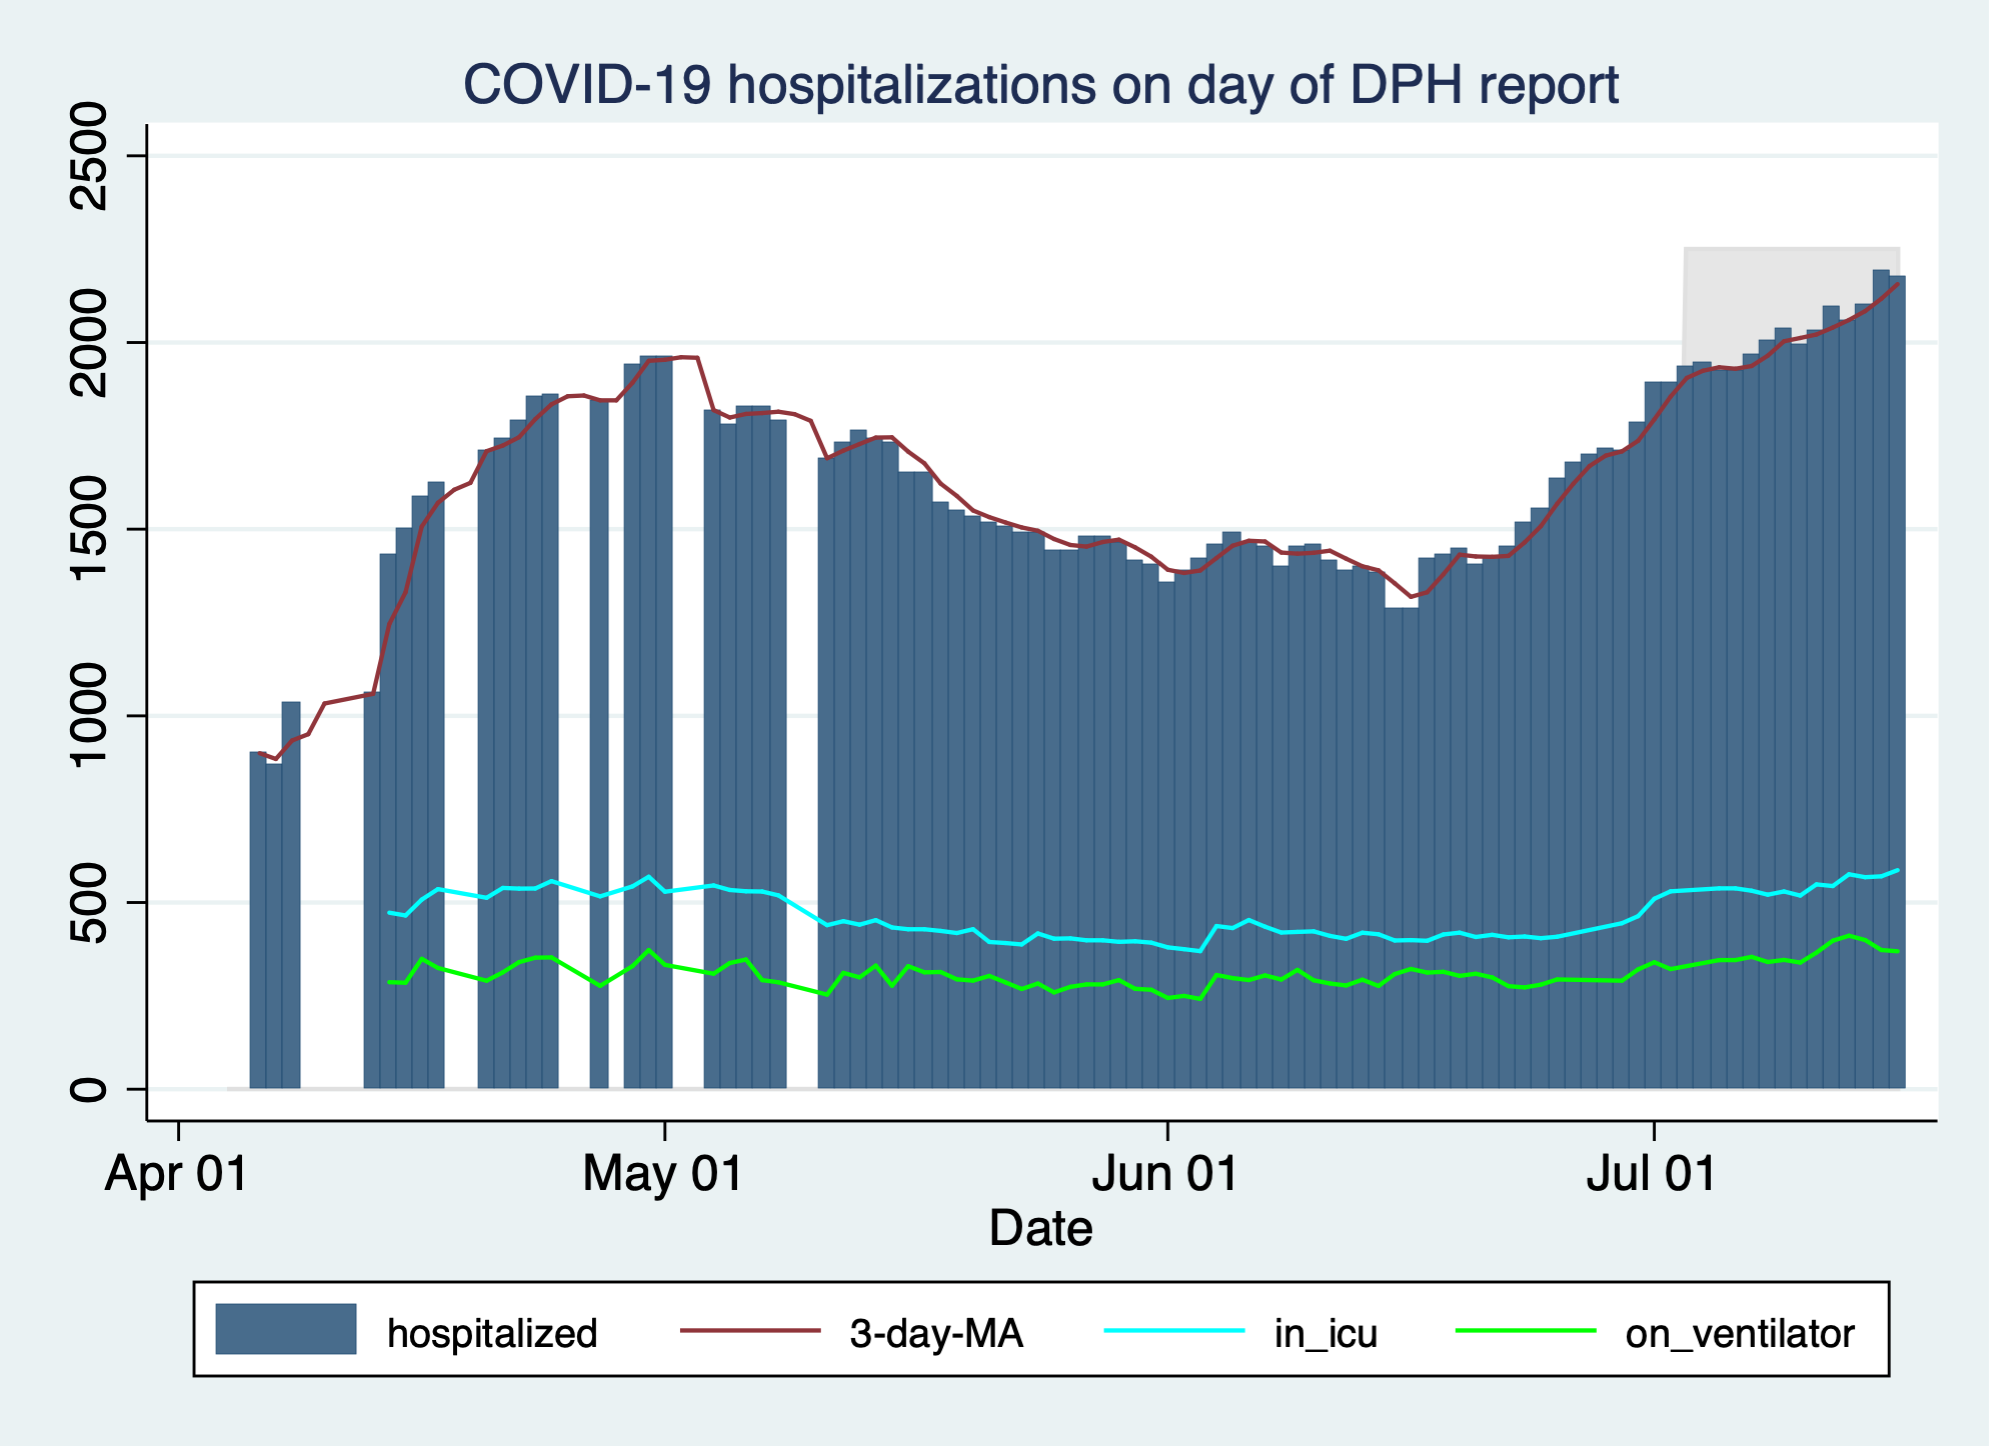 COVID-19 hospitalizations on day of DPH report
2500
2000
1500
1000
500
0
Apr 01 May 01 Jun 01 Jul 01
Date
hospitalized 3-day-MA in_icu on_ventilator